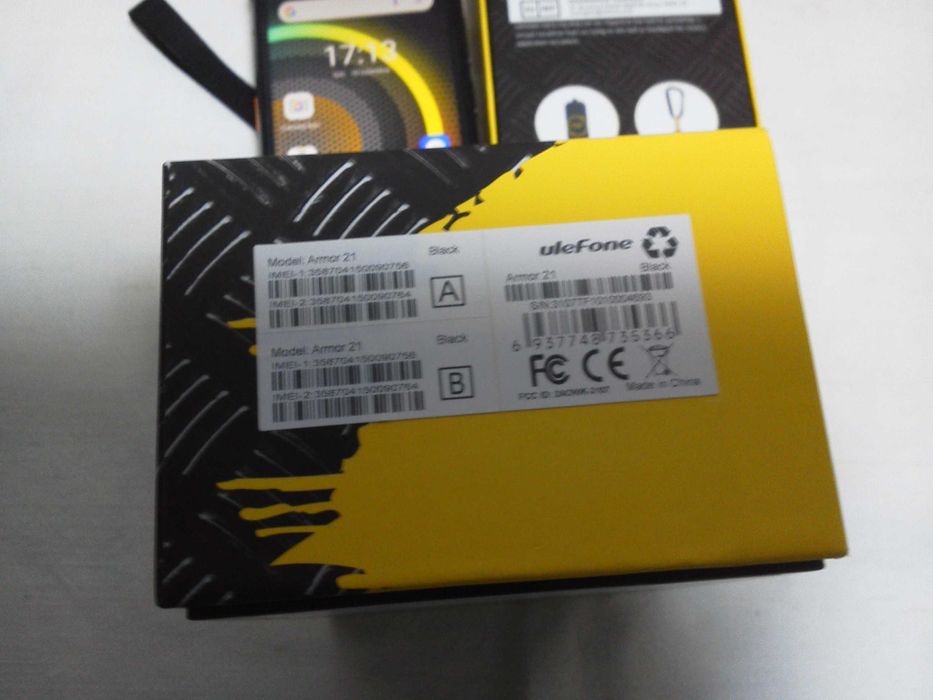 17:13
Model: Armor 21
Black
IMEI-1:358704150090756
IMEI-2:358704150090764
A
Model: Armor 21
Black
IMEI-1:358704150090756
IMEI-2:358704150090764
B
uleFone
Armor 21
Black
6 937748 735366
FC CE
Made in China